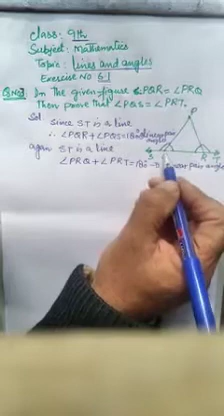 Class: 9th
Subject: Mathematics
Topic: lines and angles
Exercise No 6.1
Q No3 In the given figure ∠PQR = ∠PRQ
Then prove that ∠PQS = ∠PRT.
Sol Since ST is a line
∴ ∠PQR + ∠PQS = 180°
Again ST is a line
∠PRQ + ∠PRT = 180° pair angles
P
S R T